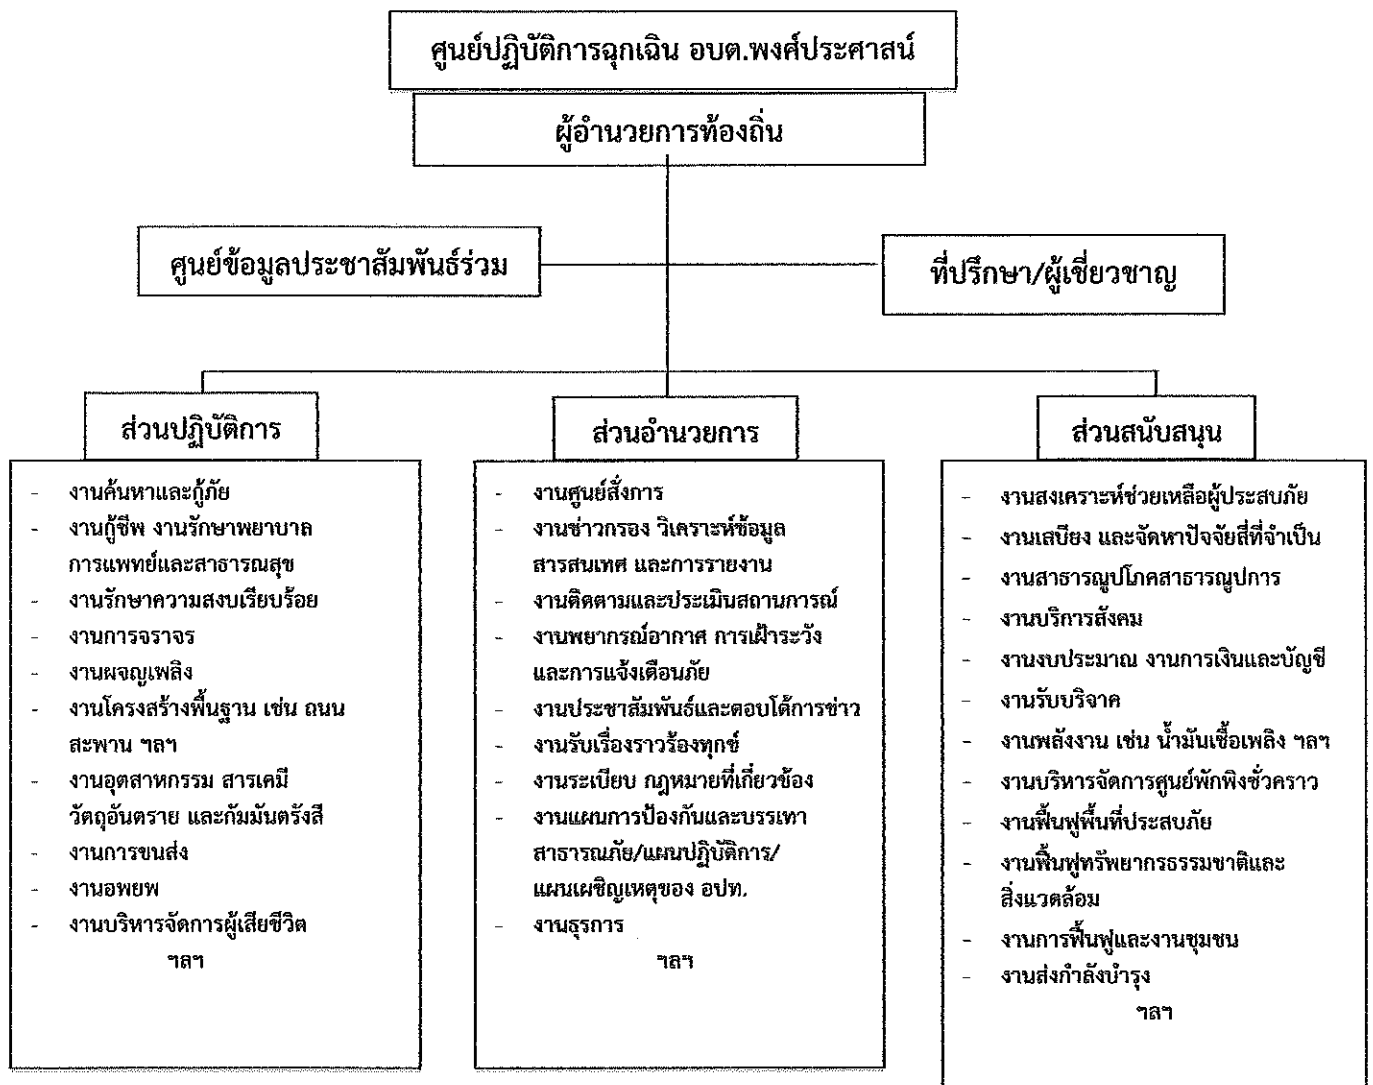 ศูนย์ปฏิบัติการฉุกเฉิน อบต.พงศ์ประศาสน์
ผู้อำนวยการท้องถิ่น
ศูนย์ข้อมูลประชาสัมพันธ์ร่วม
ที่ปรึกษา/ผู้เชี่ยวชาญ
ส่วนปฏิบัติการ
- งานค้นหาและกู้ภัย
- งานกู้ชีพ งานรักษาพยาบาล
การแพทย์และสาธารณสุข
- งานรักษาความสงบเรียบร้อย
- งานการจราจร
- งานผจญเพลิง
- งานโครงสร้างพื้นฐาน เช่น ถนน
สะพาน ฯลฯ
- งานอุตสาหกรรม สารเคมี
วัตถุอันตราย และกัมมันตรังสี
- งานการขนส่ง
- งานอพยพ
- งานบริหารจัดการผู้เสียชีวิต
ฯลฯ
ส่วนอำนวยการ
- งานศูนย์สั่งการ
- งานข่าวกรอง วิเคราะห์ข้อมูล
สารสนเทศ และการรายงาน
- งานติดตามและประเมินสถานการณ์
- งานพยากรณ์อากาศ การเฝ้าระวัง
และการแจ้งเตือนภัย
- งานประชาสัมพันธ์และตอบโต้การข่าว
- งานรับเรื่องราวร้องทุกข์
- งานระเบียบ กฎหมายที่เกี่ยวข้อง
- งานแผนการป้องกันและบรรเทา
สาธารณภัย/แผนปฏิบัติการ/
แผนเผชิญเหตุของ อปท.
- งานธุรการ
ฯลฯ
ส่วนสนับสนุน
- งานสงเคราะห์ช่วยเหลือผู้ประสบภัย
- งานเสบียง และจัดหาปัจจัยสี่ที่จำเป็น
- งานสาธารณูปโภคสาธารณูปการ
- งานบริการสังคม
- งานงบประมาณ งานการเงินและบัญชี
- งานรับบริจาค
- งานพลังงาน เช่น น้ำมันเชื้อเพลิง ฯลฯ
- งานบริหารจัดการศูนย์พักพิงชั่วคราว
- งานฟื้นฟูพื้นที่ประสบภัย
- งานฟื้นฟูทรัพยากรธรรมชาติและ
สิ่งแวดล้อม
- งานการฟื้นฟูและงานชุมชน
- งานส่งกำลังบำรุง
ฯลฯ